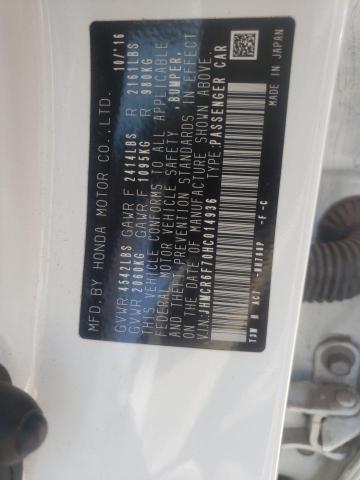 MFD.BY HONDA MOTOR CO.,LTD. 10/'16
GVWR 4542LBS GAWR F 2414LBS R 2161LBS
GVWR 2060KG GAWR F 1095KG R 980KG
THIS VEHICLE CONFORMS TO ALL APPLICABLE
FEDERAL MOTOR VEHICLE SAFETY ,BUMPER,
AND THEFT PREVENTION STANDARDS IN EFFECT
ON THE DATE OF MANUFACTURE SHOWN ABOVE.
V.I.N:JHMCR6F70HC014936 TYPE:PASSENGER CAR
T3W M ACT -F -C MADE IN JAPAN